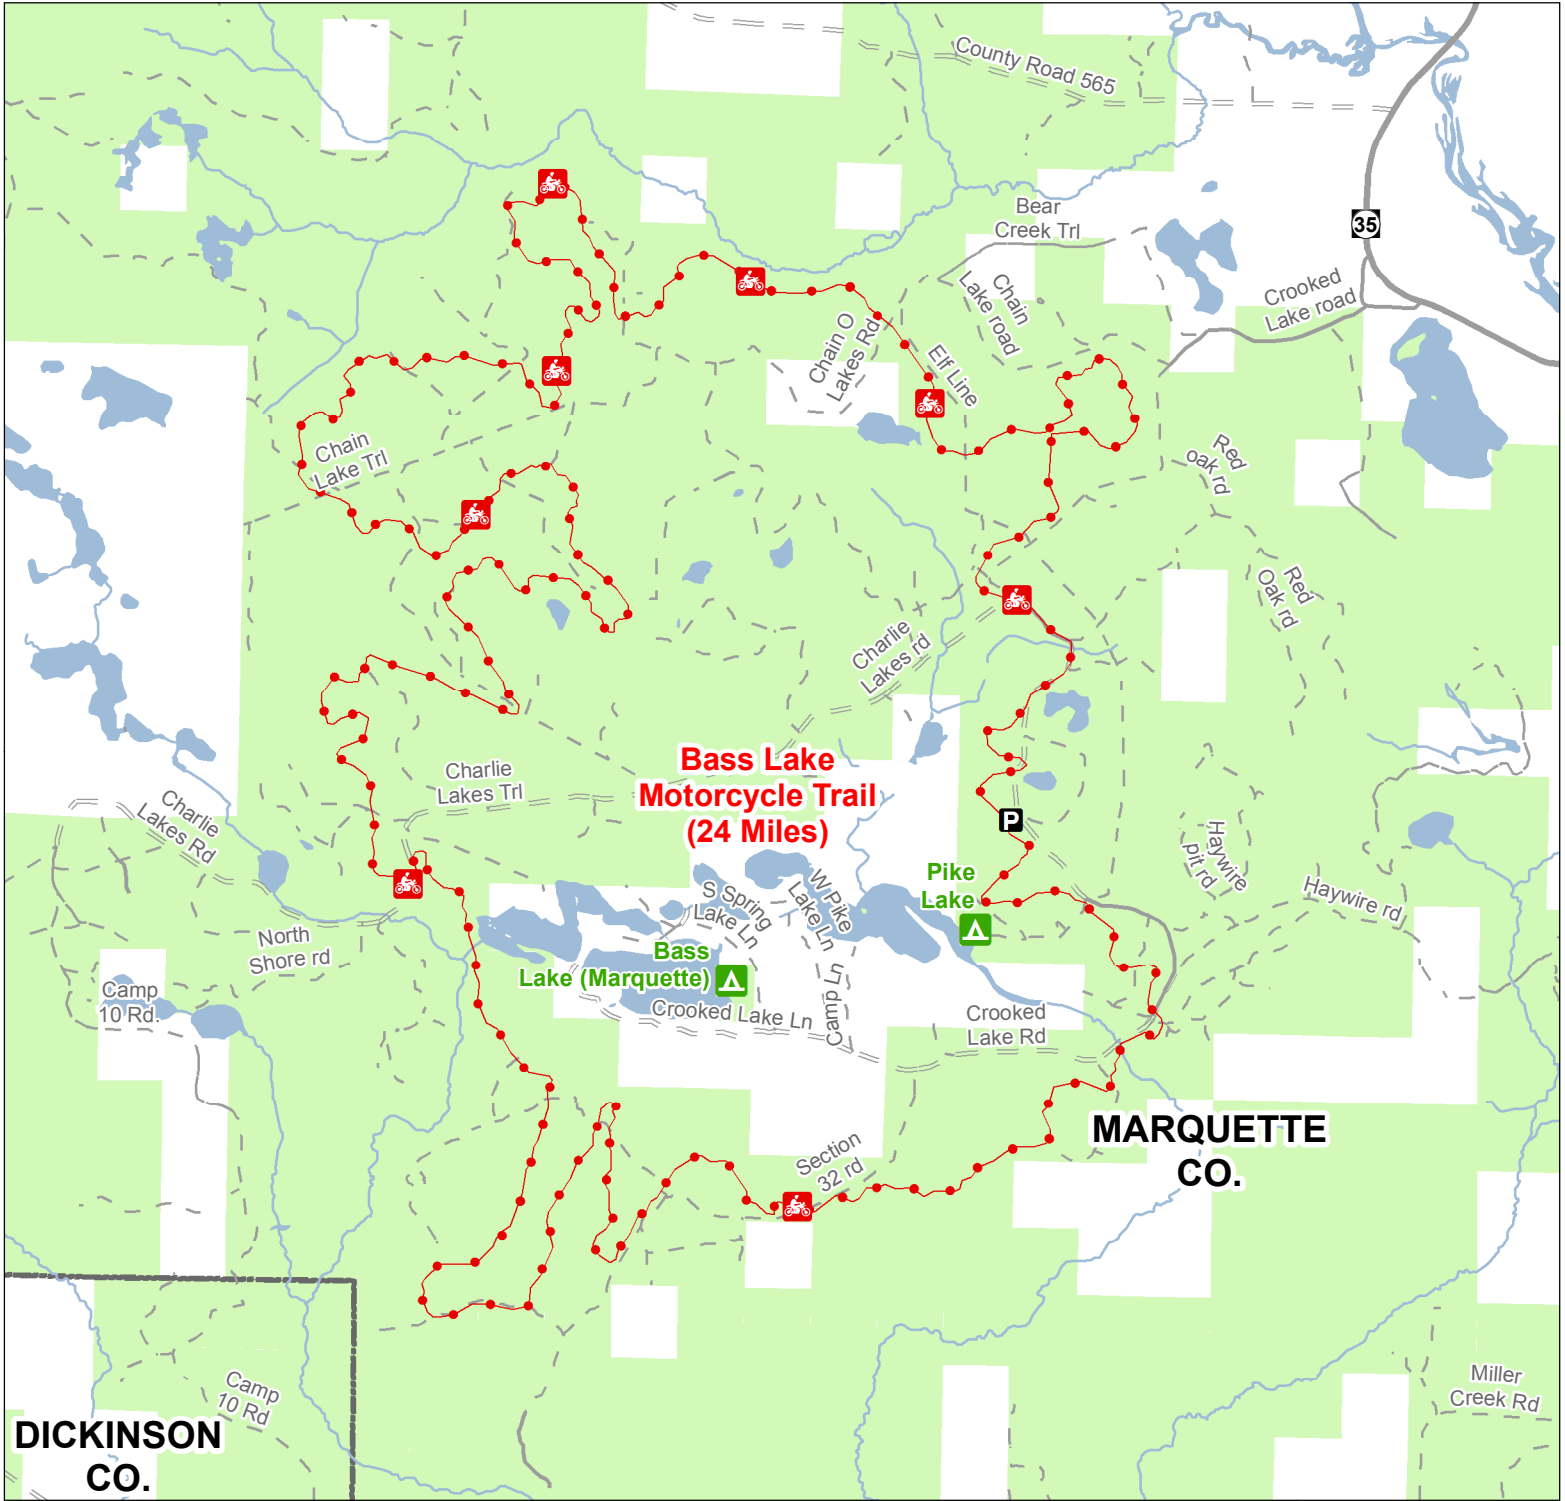 County Road 565
Bear
Creek Trl
35
Chain
Lake road
Crooked
Lake road
Chain O
Lakes Rd
Elf Line
Chain
Lake Trl
Red
oak rd
Red
Oak rd
Charlie
Lakes rd
Bass Lake
Motorcycle Trail
(24 Miles)
Charlie
Lakes Trl
Charlie
Lakes Rd
P
Haywire
pit rd
Pike
Lake
Haywire rd
S Spring
Lake Ln
W Pike
Lake Ln
North
Shore rd
Bass
Lake (Marquette)
Camp
10 Rd.
Crooked Lake Ln
Camp Ln
Crooked
Lake Rd
MARQUETTE
CO.
Section
32 rd
Camp
10 Rd
Miller
Creek Rd
DICKINSON
CO.